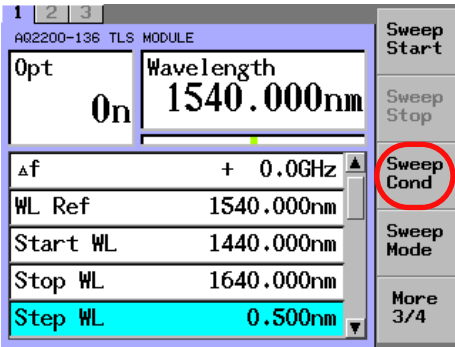 1 2 3
AQ2200-136 TLS MODULE
Opt
On
Wavelength
1540.000nm
▵f + 0.0GHz
WL Ref 1540.000nm
Start WL 1440.000nm
Stop WL 1640.000nm
Step WL 0.500nm
Sweep
Start
Sweep
Stop
Sweep
Cond
Sweep
Mode
More
3/4